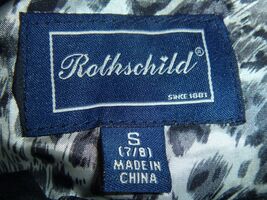 Rothschild®
SINCE 1881
S
(7/8)
MADE IN
CHINA